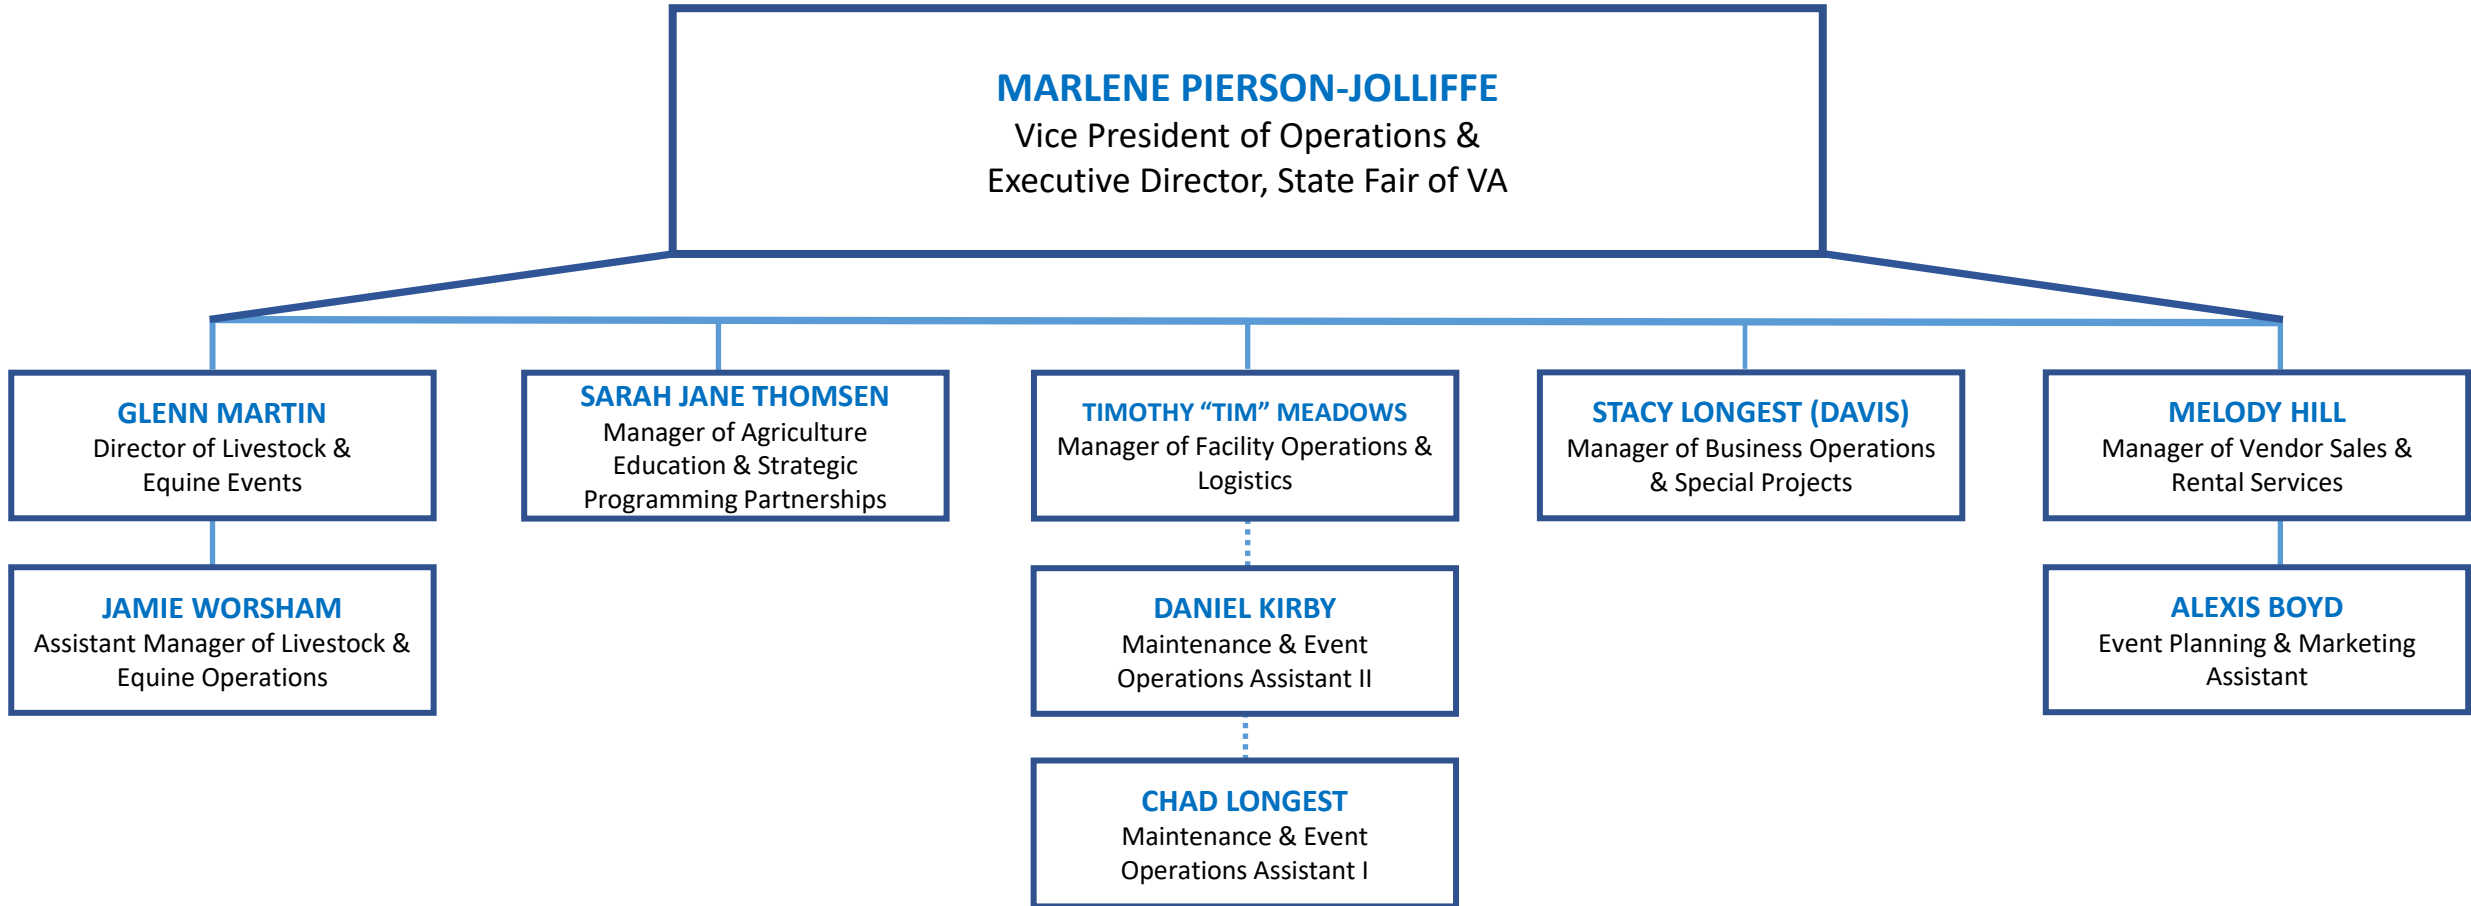 MARLENE PIERSON-JOLLIFFE
Vice President of Operations &
Executive Director, State Fair of VA
GLENN MARTIN
Director of Livestock &
Equine Events
SARAH JANE THOMSEN
Manager of Agriculture
Education & Strategic
Programming Partnerships
TIMOTHY “TIM” MEADOWS
Manager of Facility Operations &
Logistics
STACY LONGEST (DAVIS)
Manager of Business Operations
& Special Projects
MELODY HILL
Manager of Vendor Sales &
Rental Services
JAMIE WORSHAM
Assistant Manager of Livestock &
Equine Operations
DANIEL KIRBY
Maintenance & Event
Operations Assistant II
ALEXIS BOYD
Event Planning & Marketing
Assistant
CHAD LONGEST
Maintenance & Event
Operations Assistant I